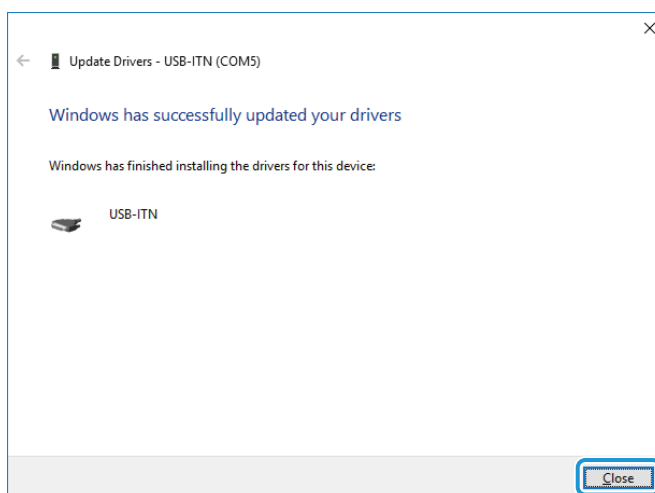 Update Drivers - USB-ITN (COM5)
Windows has successfully updated your drivers
Windows has finished installing the drivers for this device:
USB-ITN
Close